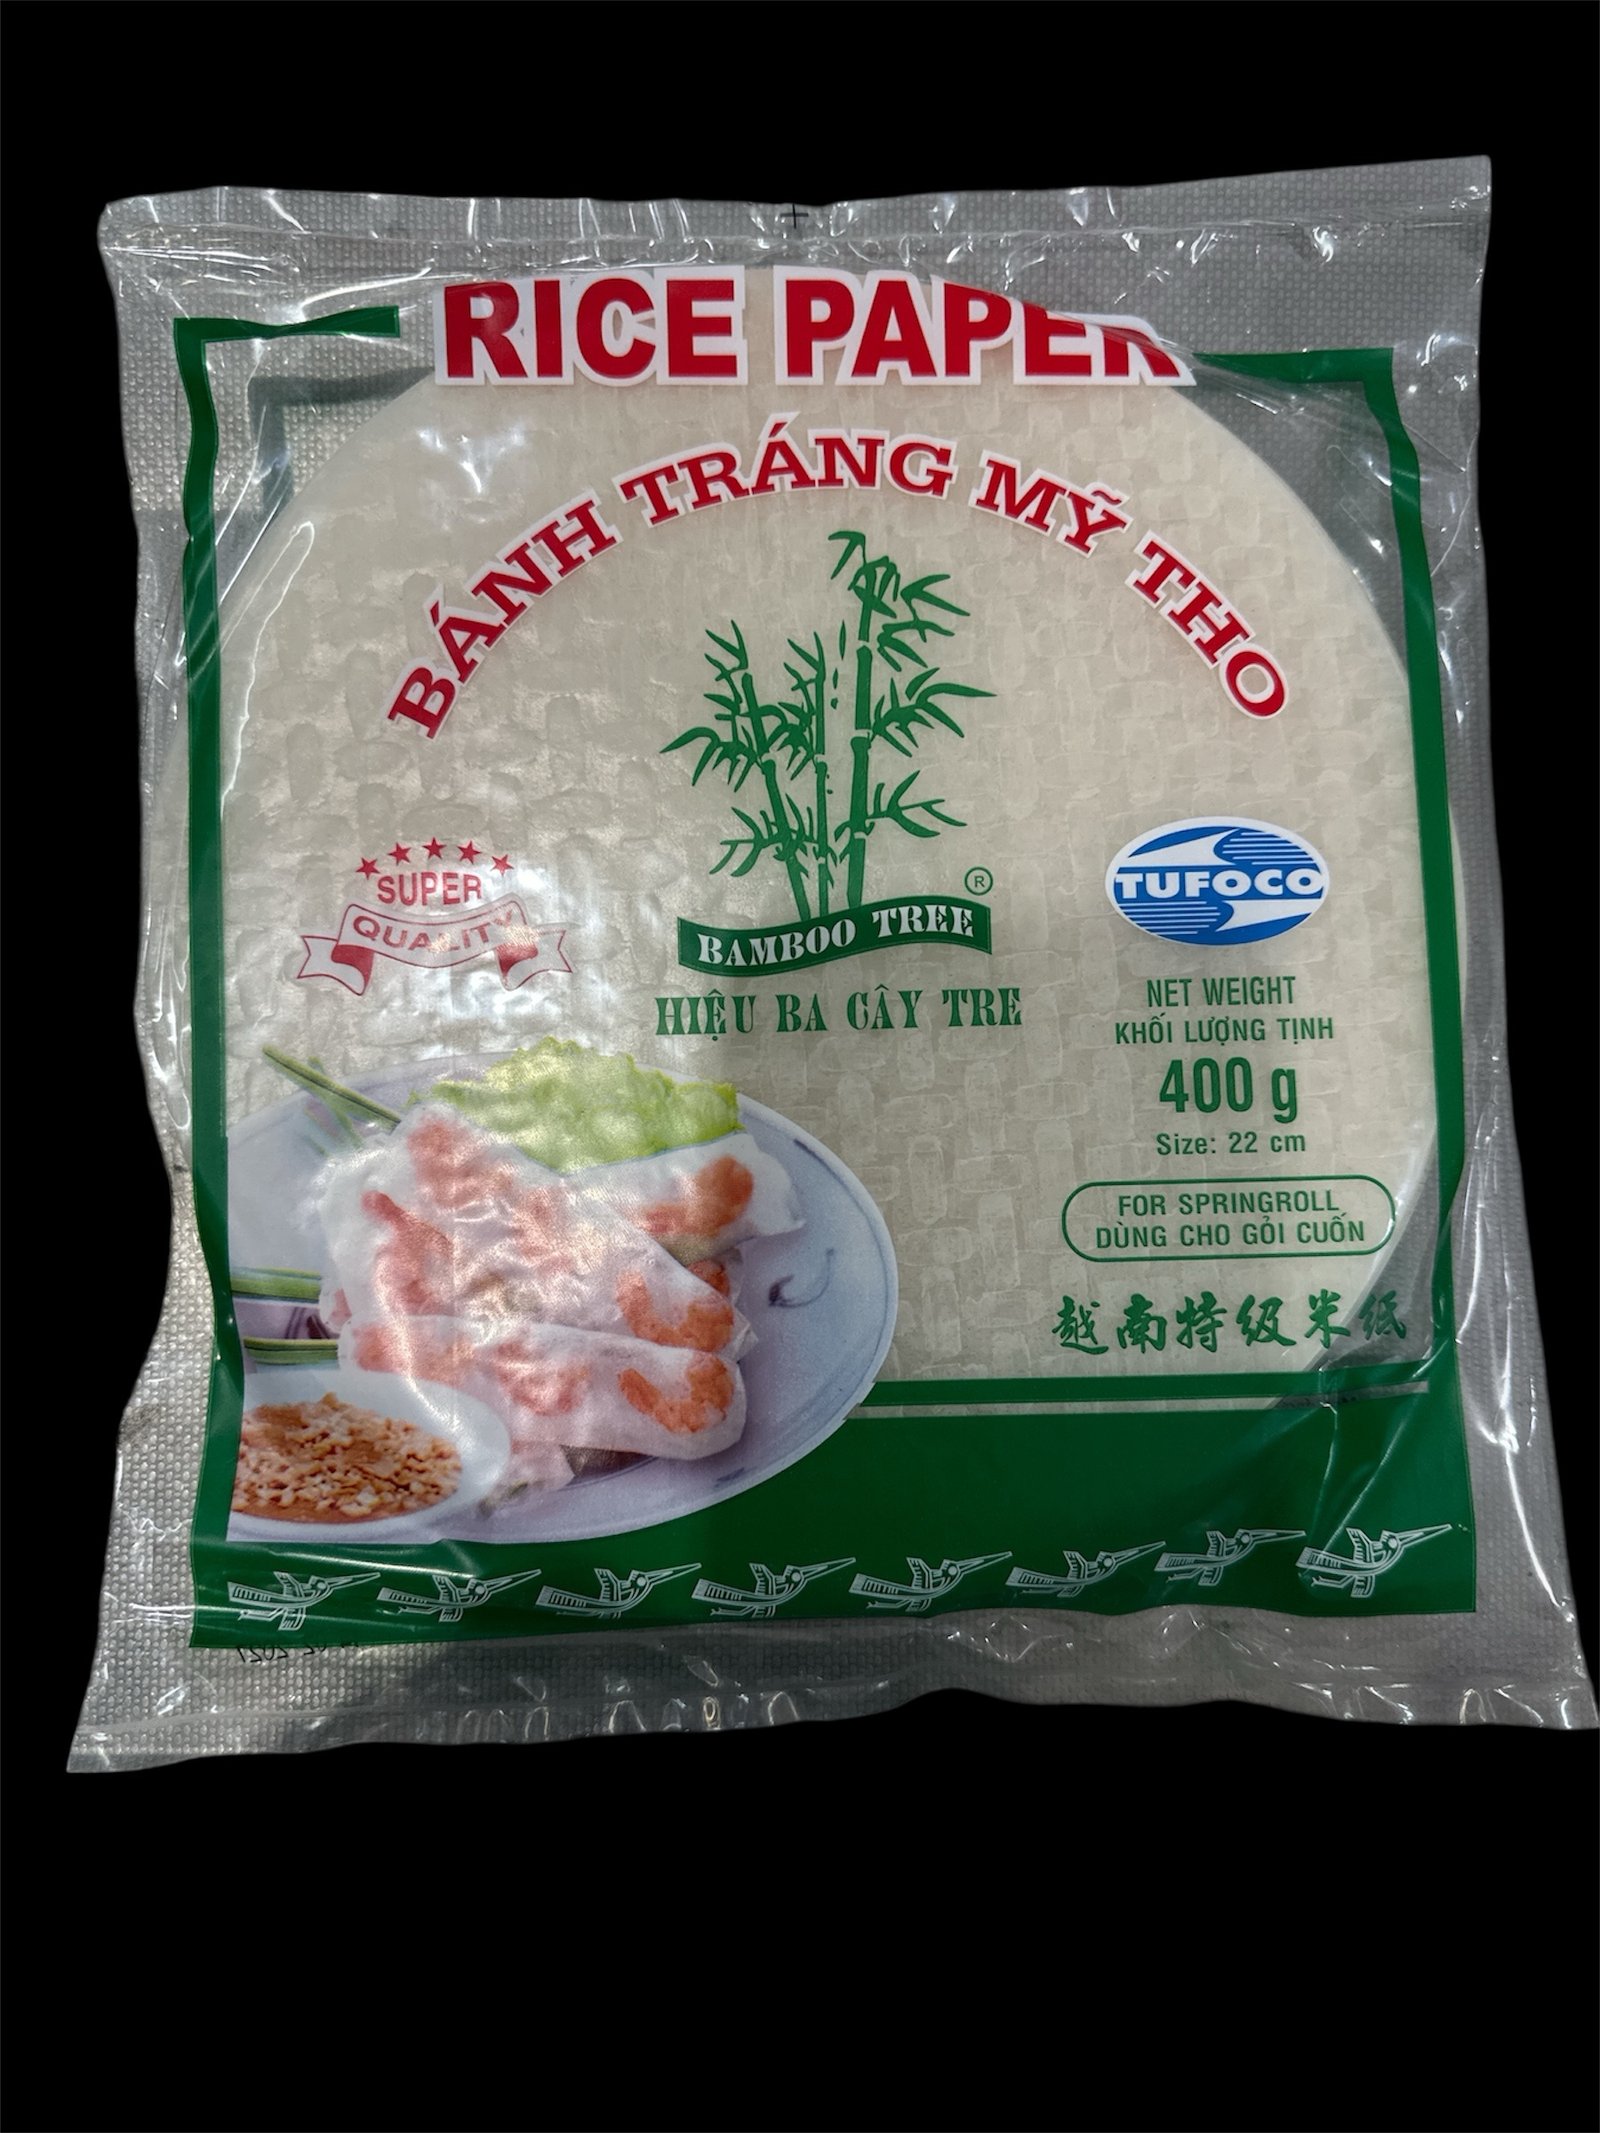 RICE PAPER
BÁNH TRÁNG MỸ THO
SUPER
QUALITY
®
BAMBOO TREE
HIỆU BA CÂY TRE
TUFOCO
NET WEIGHT
KHỐI LƯỢNG TỊNH
400 g
Size: 22 cm
FOR SPRINGROLL
DÙNG CHO GỎI CUỐN
越南特级米纸